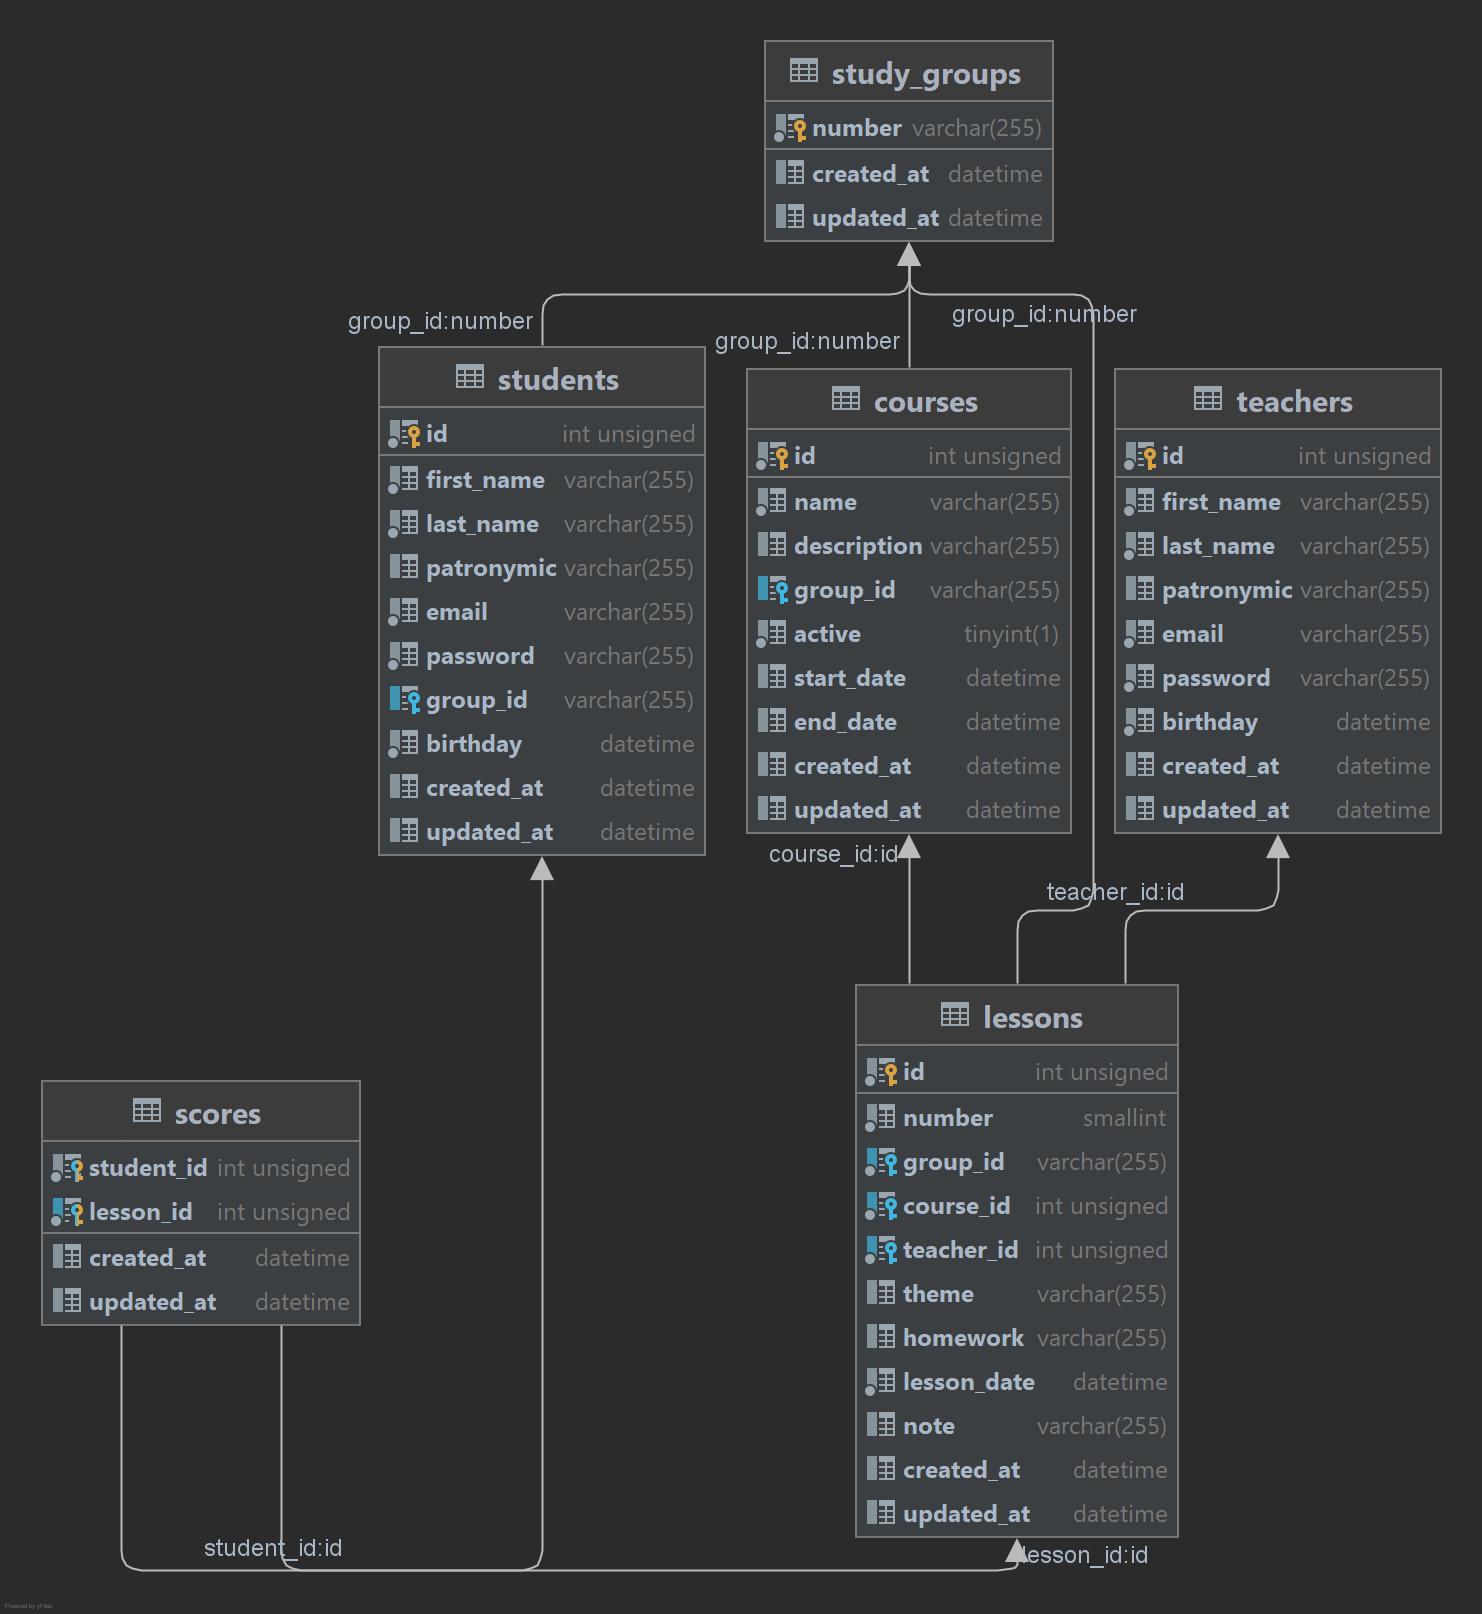 study_groups
number varchar(255)
created_at datetime
updated_at datetime
group_id:number
group_id:number
group_id:number
students
id int unsigned
first_name varchar(255)
last_name varchar(255)
patronymic varchar(255)
email varchar(255)
password varchar(255)
group_id varchar(255)
birthday datetime
created_at datetime
updated_at datetime
courses
id int unsigned
name varchar(255)
description varchar(255)
group_id varchar(255)
active tinyint(1)
start_date datetime
end_date datetime
created_at datetime
updated_at datetime
teachers
id int unsigned
first_name varchar(255)
last_name varchar(255)
patronymic varchar(255)
email varchar(255)
password varchar(255)
birthday datetime
created_at datetime
updated_at datetime
course_id:id
teacher_id:id
lessons
id int unsigned
number smallint
group_id varchar(255)
course_id int unsigned
teacher_id int unsigned
theme varchar(255)
homework varchar(255)
lesson_date datetime
note varchar(255)
created_at datetime
updated_at datetime
scores
student_id int unsigned
lesson_id int unsigned
created_at datetime
updated_at datetime
student_id:id
lesson_id:id
Powered by yFiles